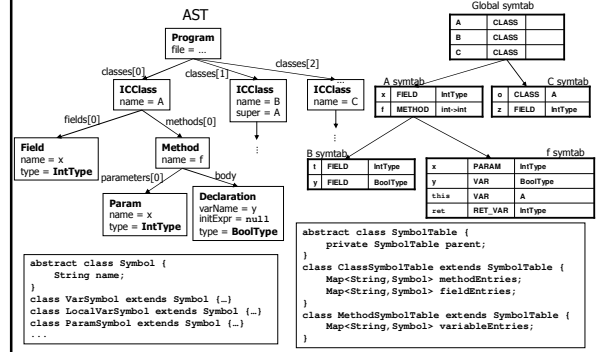 AST
Program
file = ...
classes[0]
classes[1]
classes[2]
ICClass
name = A
ICClass
name = B
super = A
...
ICClass
name = C
fields[0]
methods[0]
Field
name = x
type = IntType
Method
name = f
parameters[0]
body
Param
name = x
type = IntType
Declaration
varName = y
initExpr = null
type = BoolType
...
...
Global symtab
A CLASS
B CLASS
C CLASS
A symtab
x FIELD IntType
f METHOD int->int
C symtab
o CLASS A
z FIELD IntType
B symtab
t FIELD IntType
y FIELD BoolType
f symtab
x PARAM IntType
y VAR BoolType
this VAR A
ret RET_VAR IntType
abstract class Symbol {
String name;
}
class VarSymbol extends Symbol {…}
class LocalVarSymbol extends Symbol {…}
class ParamSymbol extends Symbol {…}
...
abstract class SymbolTable {
private SymbolTable parent;
}
class ClassSymbolTable extends SymbolTable {
Map<String,Symbol> methodEntries;
Map<String,Symbol> fieldEntries;
}
class MethodSymbolTable extends SymbolTable {
Map<String,Symbol> variableEntries;
}